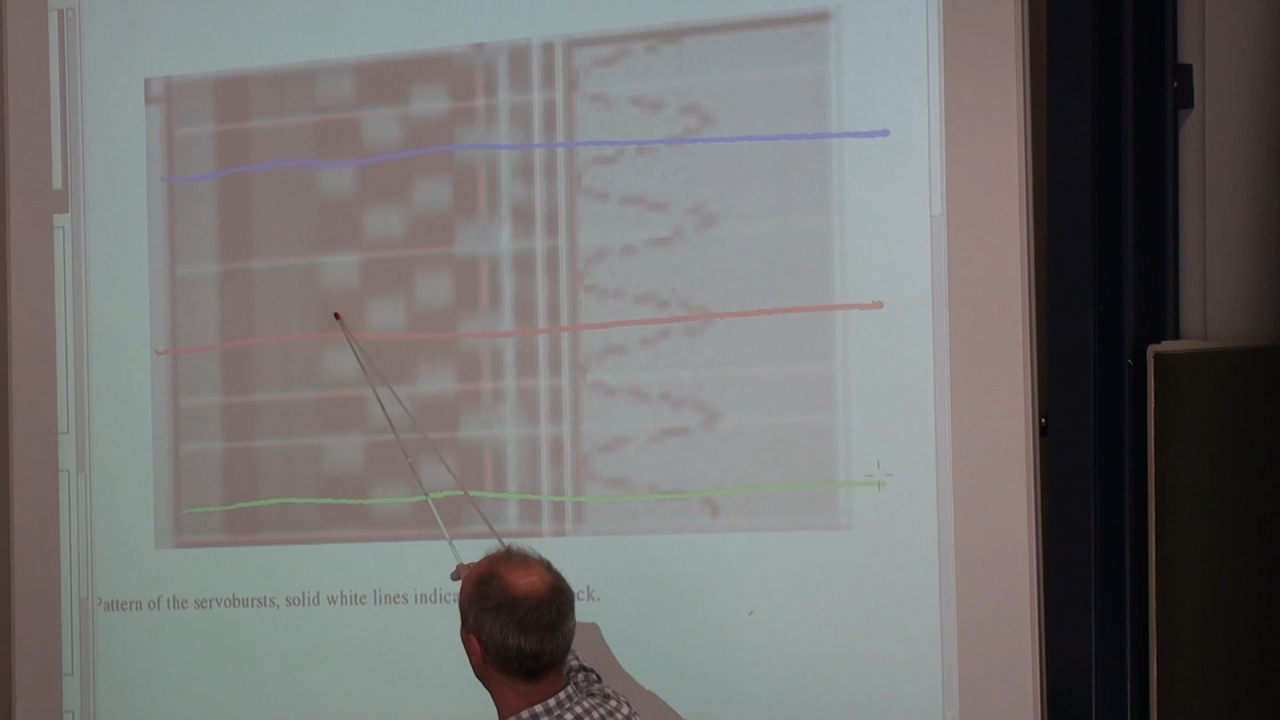 Pattern of the servobursts, solid white lines indica ck.